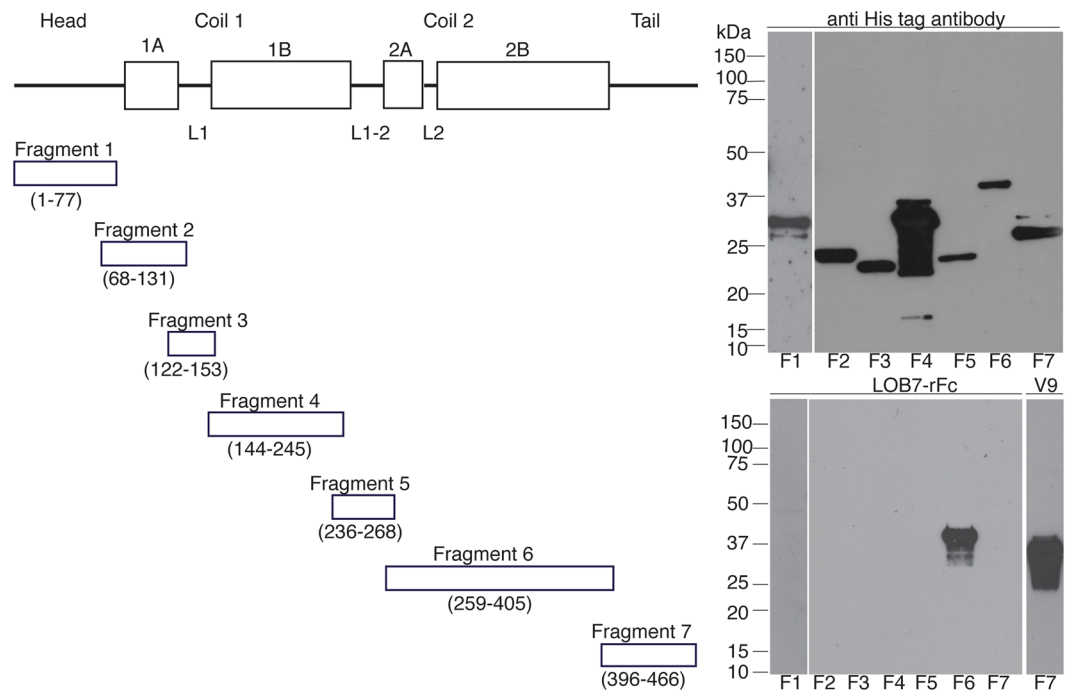 Head Coil 1 Coil 2 Tail
1A 1B 2A 2B
L1 L1-2 L2
Fragment 1
(1-77)
Fragment 2
(68-131)
Fragment 3
(122-153)
Fragment 4
(144-245)
Fragment 5
(236-268)
Fragment 6
(259-405)
Fragment 7
(396-466)
anti His tag antibody
kDa
150
100
75
50
37
25
20
15
10
F1 F2 F3 F4 F5 F6 F7
LOB7-rFc V9
150
100
75
50
37
25
20
15
10
F1 F2 F3 F4 F5 F6 F7 F7